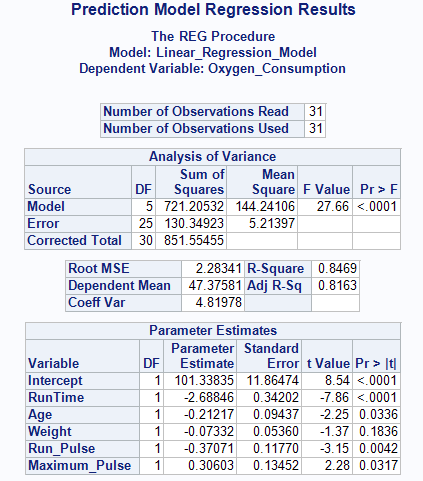 Prediction Model Regression Results
The REG Procedure
Model: Linear_Regression_Model
Dependent Variable: Oxygen_Consumption
Number of Observations Read 31
Number of Observations Used 31
Analysis of Variance
Source DF Sum of Squares Mean Square F Value Pr > F
Model 5 721.20532 144.24106 27.66 <.0001
Error 25 130.34923 5.21397
Corrected Total 30 851.55455
Root MSE 2.28341 R-Square 0.8469
Dependent Mean 47.37581 Adj R-Sq 0.8163
Coeff Var 4.81978
Parameter Estimates
Variable DF Parameter Estimate Standard Error t Value Pr > |t|
Intercept 1 101.33835 11.86474 8.54 <.0001
RunTime 1 -2.68846 0.34202 -7.86 <.0001
Age 1 -0.21217 0.09437 -2.25 0.0336
Weight 1 -0.07332 0.05360 -1.37 0.1836
Run_Pulse 1 -0.37071 0.11770 -3.15 0.0042
Maximum_Pulse 1 0.30603 0.13452 2.28 0.0317